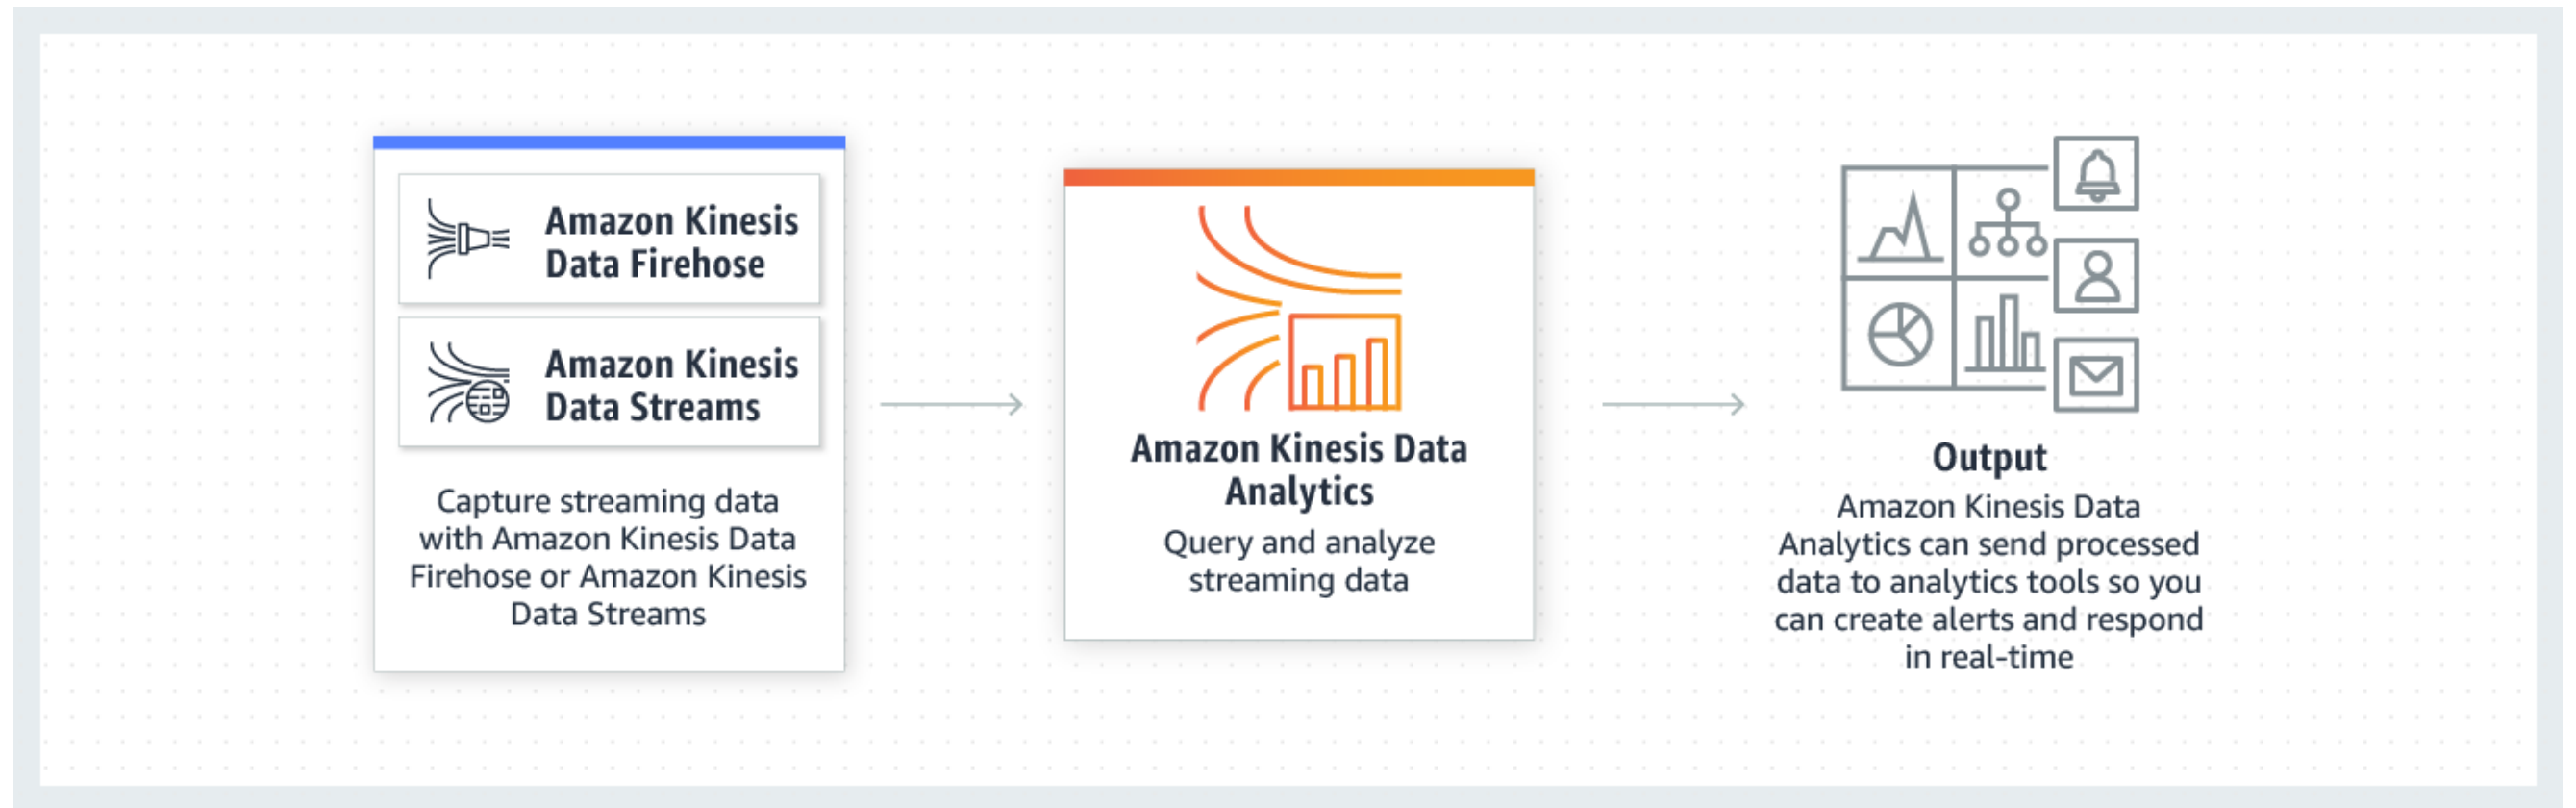 Amazon Kinesis
Data Firehose
Amazon Kinesis
Data Streams
Capture streaming data
with Amazon Kinesis Data
Firehose or Amazon Kinesis
Data Streams
Amazon Kinesis Data
Analytics
Query and analyze
streaming data
Output
Amazon Kinesis Data
Analytics can send processed
data to analytics tools so you
can create alerts and respond
in real-time